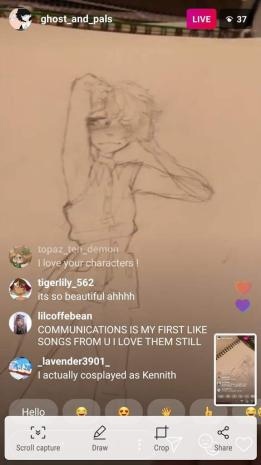 ghost_and_pals
LIVE
37
topaz_teh_demon
I love your characters !
tigerlily_562
its so beautiful ahhhh
lilcoffebean
COMMUNICATIONS IS MY FIRST LIKE
SONGS FROM U I LOVE THEM STILL
_lavender3901_
I actually cosplayed as Kennith
Hello
Scroll capture
Draw
Crop
Share